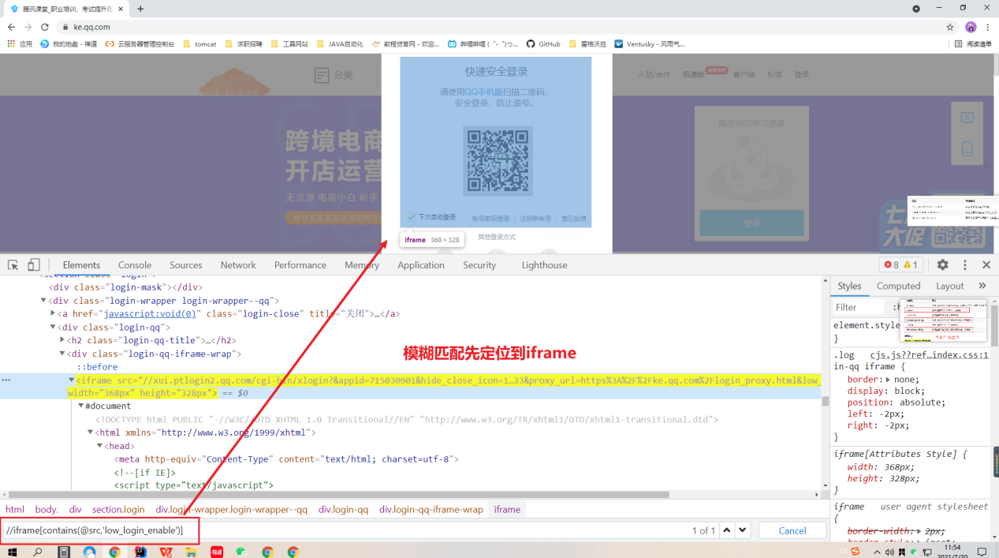 腾讯课堂_职业培训、考试提升在
ke.qq.com
应用
我的地盘 - 禅道
云服务器管理控制台
tomcat
求职招聘
工具网站
JAVA自动化
前程贷官网 - 欢迎...
哔哩哔哩 (゜-゜)つ...
GitHub
霍格沃兹
Ventusky - 风雨气...
阅读清单
分类
快速安全登录
请使用QQ手机版扫描二维码，
安全登录，防止盗号。
下次自动登录
帐号密码登录 | 注册新帐号 | 意见反馈
其他登录方式
iframe 368 × 328
入驻/合作
极速版
客户端
私信
登录
跨境电商
开店运营
无货源 电商小白 新手
跟进你的学习进度
登录
七
大促
Elements
Console
Sources
Network
Performance
Memory
Application
Security
Lighthouse
8
1
<div class="login-mask"></div>
<div class="login-wrapper login-wrapper--qq">
<a href="javascript:void(0)" class="login-close" title="关闭">…</a>
<div class="login-qq">
<h2 class="login-qq-title">…</h2>
<div class="login-qq-iframe-wrap">
::before
<iframe src="//xui.ptlogin2.qq.com/cgi-bin/xlogin?&appid=715030901&hide_close_icon=1…33&proxy_url=https%3A%2F%2Fke.qq.com%2Flogin_proxy.html&low_
width="368px" height="328px"> == $0
#document
<!DOCTYPE html PUBLIC "-//W3C//DTD XHTML 1.0 Transitional//EN" "http://www.w3.org/TR/xhtml1/DTD/xhtml1-transitional.dtd">
<html xmlns="http://www.w3.org/1999/xhtml">
<head>
<meta http-equiv="Content-Type" content="text/html; charset=utf-8">
<!--[if IE]>
<script type="text/javascript">
模糊匹配先定位到iframe
html
body.
div
section.login
div.login-wrapper.login-wrapper--qq
div.login-qq
div.login-qq-iframe-wrap
iframe
//iframe[contains(@src,'low_login_enable')]
1 of 1
Cancel
Styles
Computed
Layout
Filter
element.style
}
.log cjs.js??ref…index.css:1
in-qq iframe {
border: none;
display: block;
position: absolute;
left: -2px;
right: -2px;
}
iframe[Attributes Style] {
width: 368px;
height: 328px;
}
iframe user agent stylesheet
{
border-width: 2px;
border-style: inset;
11:54
2021/7/30